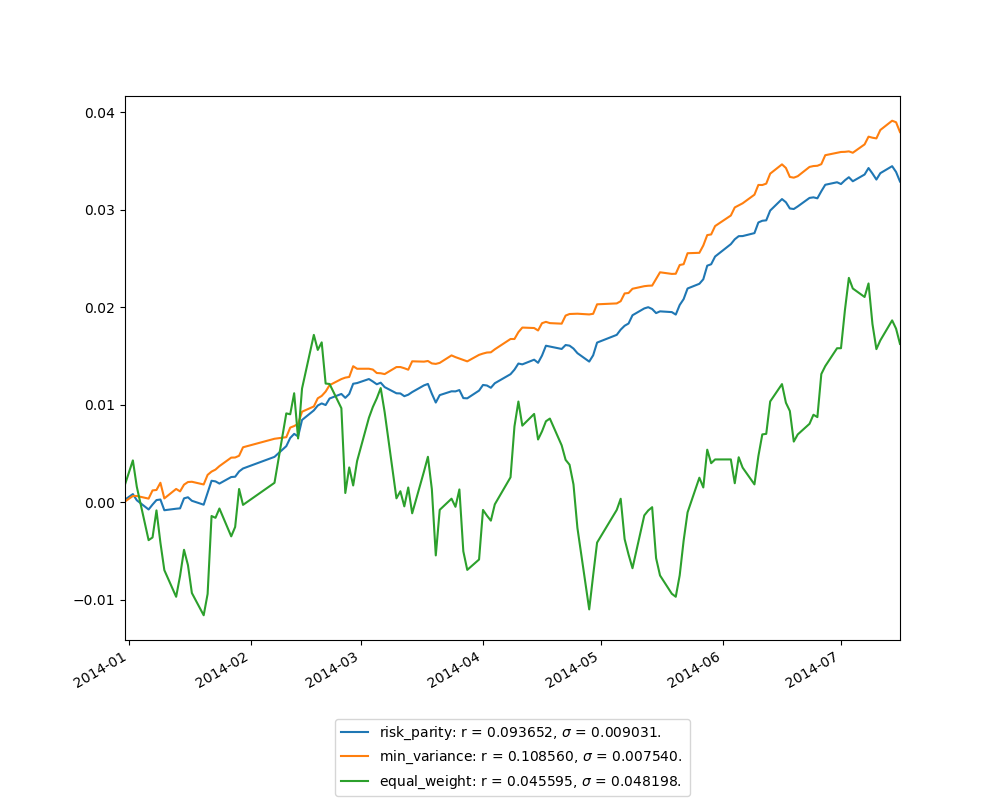 0.04
0.03
0.02
0.01
0.00
−0.01
2014-01 2014-02 2014-03 2014-04 2014-05 2014-06 2014-07
risk_parity: r = 0.093652, σ = 0.009031.
min_variance: r = 0.108560, σ = 0.007540.
equal_weight: r = 0.045595, σ = 0.048198.